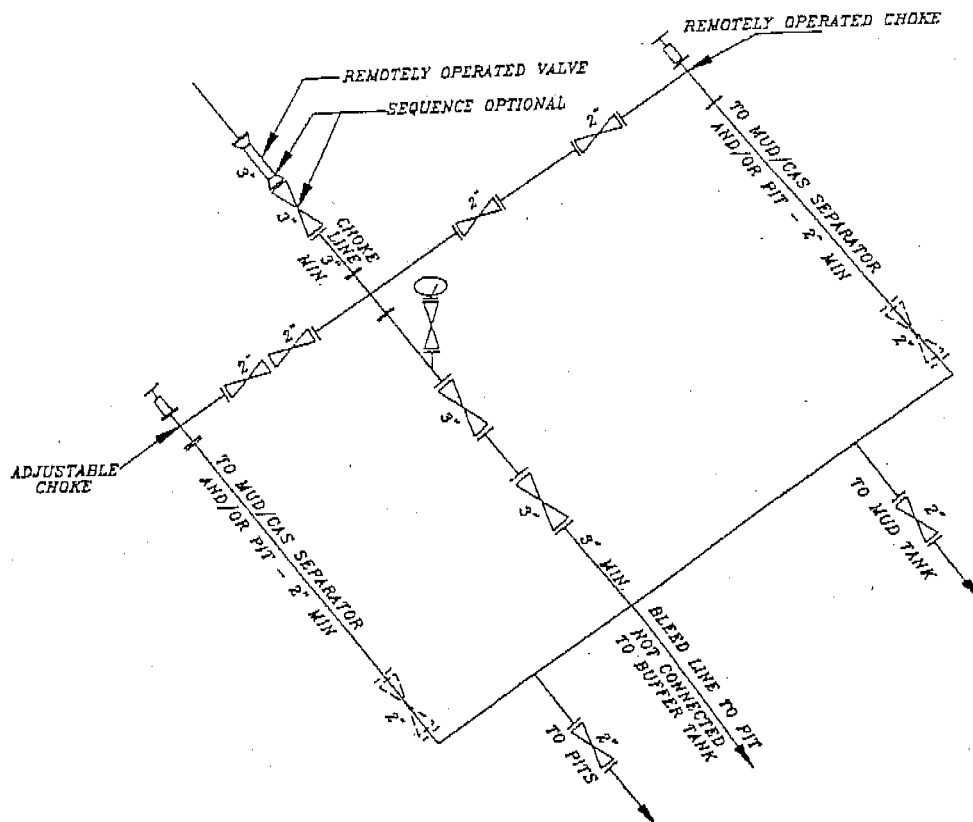 REMOTELY OPERATED CHOKE
REMOTELY OPERATED VALVE
SEQUENCE OPTIONAL
3"
3"
CHOKE
LINE
3"
MIN.
2"
2"
TO MUD/CAS SEPARATOR
AND/OR PIT - 2" MIN
2"
2"
2"
ADJUSTABLE
CHOKE
TO MUD/CAS SEPARATOR
AND/OR PIT - 2" MIN
2"
3"
3"
3" MIN.
BLEED LINE TO PIT
NOT CONNECTED
TO BUFFER TANK
2"
TO MUD TANK
2"
TO PITS